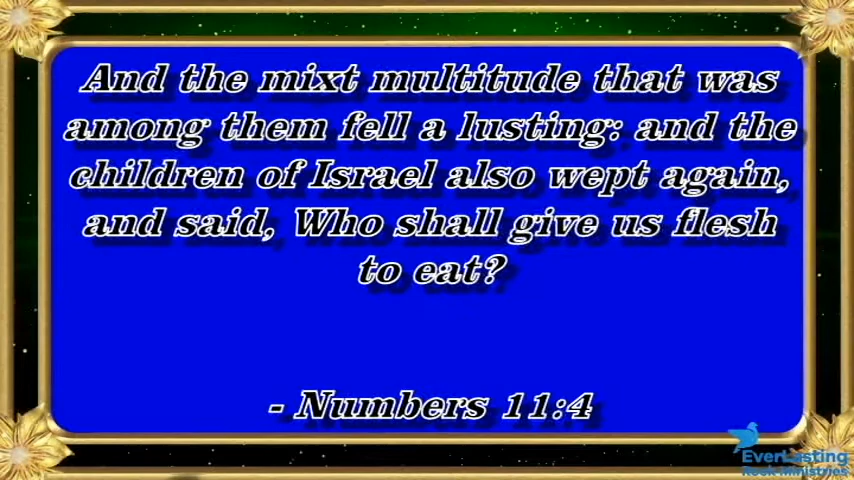 And the mixt multitude that was
among them fell a lusting: and the
children of Israel also wept again,
and said, Who shall give us flesh
to eat?
- Numbers 11:4
EverLasting
Rock Ministries